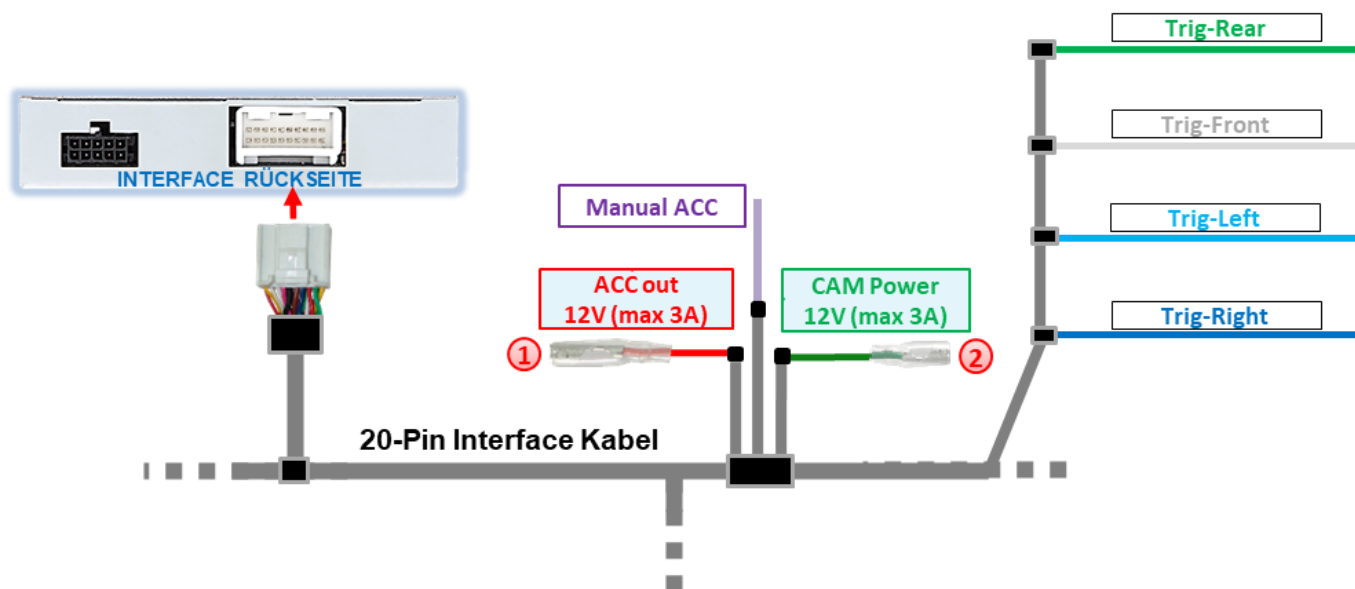 Trig-Rear
Trig-Front
INTERFACE RÜCKSEITE
Manual ACC
Trig-Left
ACC out
12V (max 3A)
CAM Power
12V (max 3A)
Trig-Right
1
2
20-Pin Interface Kabel